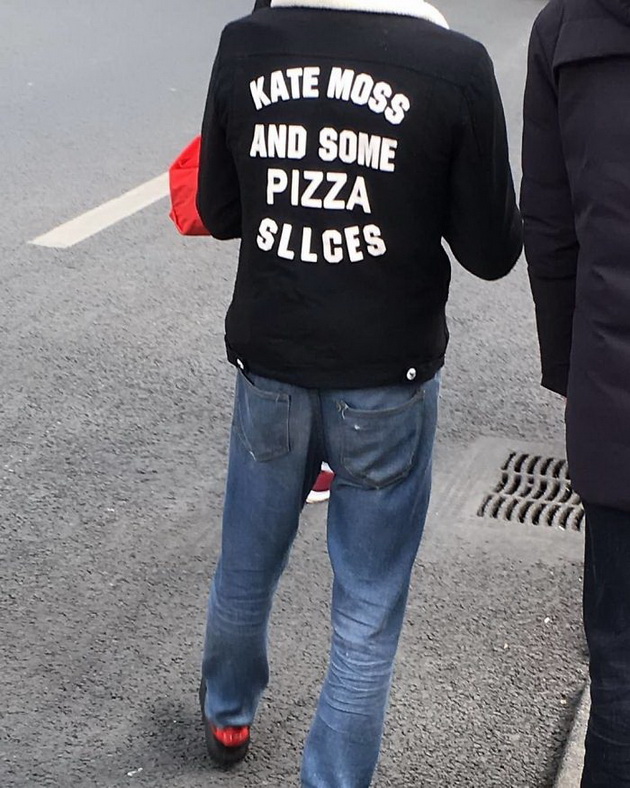 KATE MOSS
AND SOME
PIZZA
SLLCES